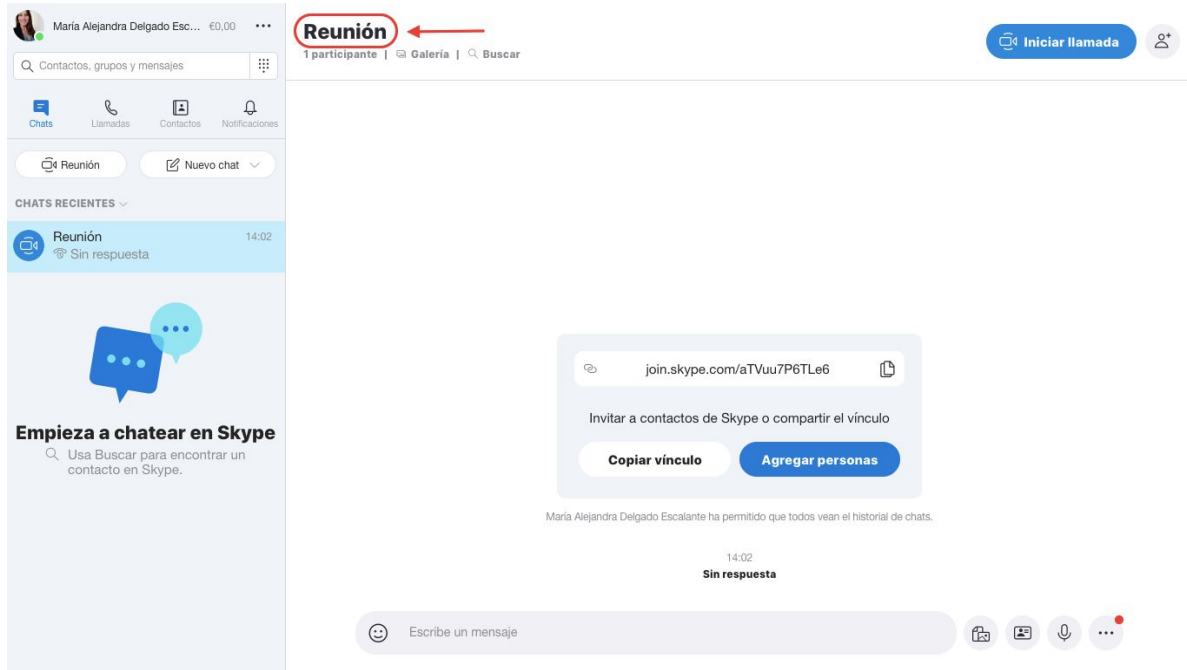 María Alejandra Delgado Esc... €0,00
Contactos, grupos y mensajes
Chats Llamadas Contactos Notificaciones
Reunión Nuevo chat
CHATS RECIENTES
Reunión 14:02
Sin respuesta
Empieza a chatear en Skype
Usa Buscar para encontrar un
contacto en Skype.
Reunión
1 participante | Galería | Buscar
Iniciar llamada
join.skype.com/aTVuu7P6TLe6
Invitar a contactos de Skype o compartir el vínculo
Copiar vínculo Agregar personas
María Alejandra Delgado Escalante ha permitido que todos vean el historial de chats.
14:02
Sin respuesta
Escribe un mensaje